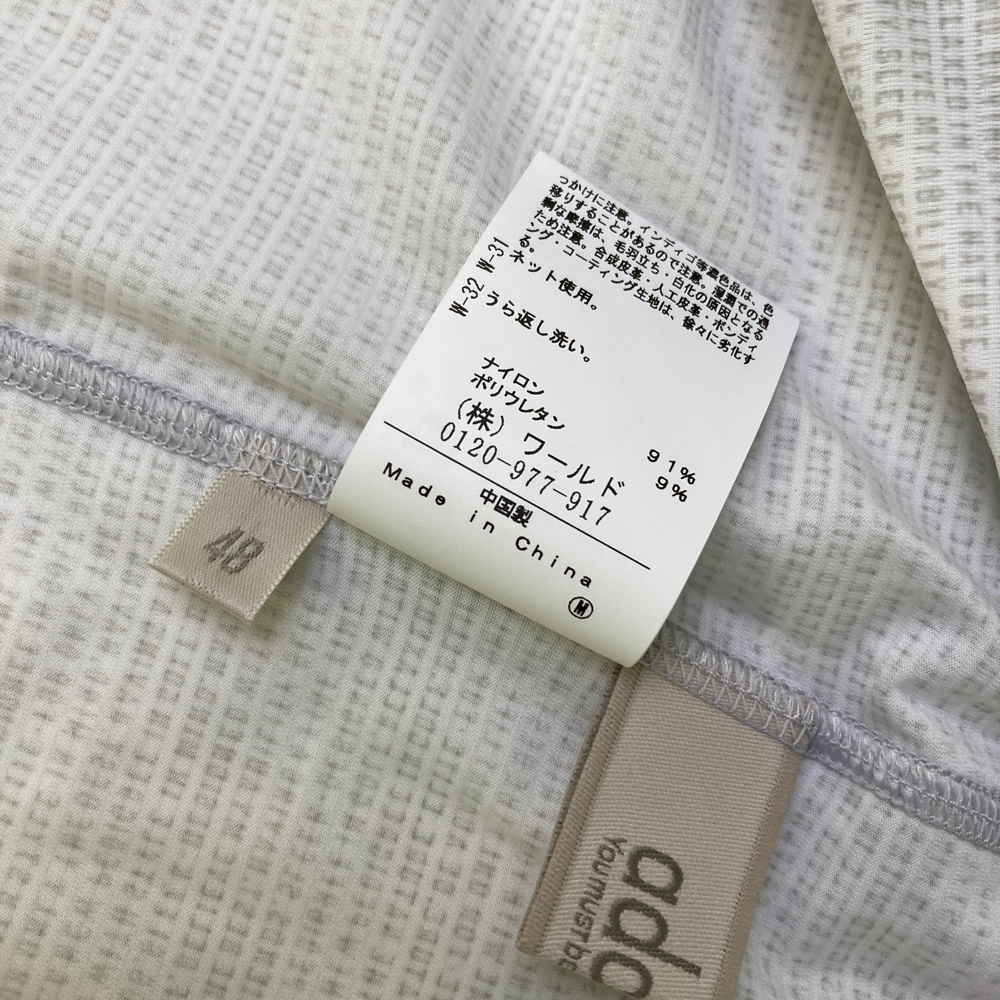 つかけに注意。インディゴ等濃色品は、色
移りすることがあるので注意。湿潤での過
剰な摩擦は、毛羽立ち・白化の原因となる
ため注意。合成皮革・人工皮革・ボンディ
ング・コーティング生地は、徐々に劣化す
る。
W-31 ネット使用。
W-32 うら返し洗い。
ナイロン 91%
ポリウレタン 9%
(株) ワールド
0120-977-917
中国製
Made in China
M
48
ada
You must b